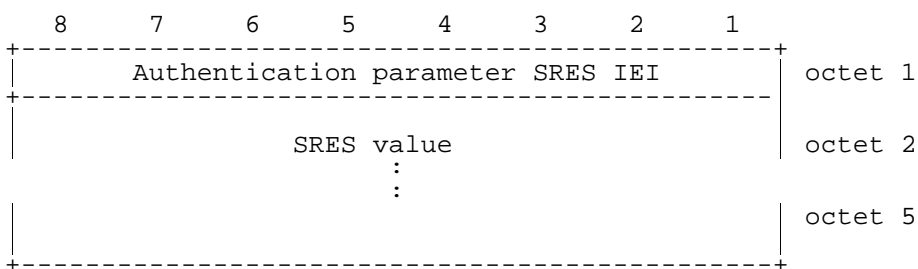 8 7 6 5 4 3 2 1
Authentication parameter SRES IEI octet 1
SRES value octet 2
:
:
octet 5